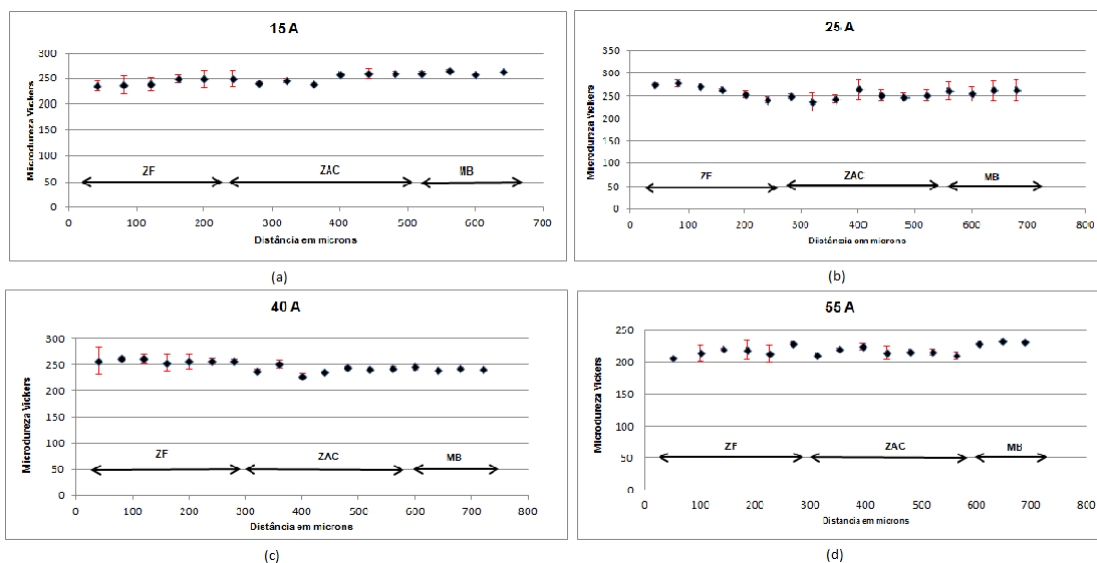 15 A
Microdureza Vickers
300
250
200
150
100
50
0
ZF
ZAC
MB
0 100 200 300 400 500 600 700
Distância em microns
(a)
25 A
Microdureza Vickers
350
300
250
200
150
100
50
0
ZF
ZAC
MB
0 100 200 300 400 500 600 700 800
Distância em microns
(b)
40 A
Microdureza Vickers
300
250
200
150
100
50
0
ZF
ZAC
MB
0 100 200 300 400 500 600 700 800
Distância em microns
(c)
55 A
Microdureza Vickers
250
200
150
100
50
0
ZF
ZAC
MB
0 100 200 300 400 500 600 700 800
Distancia em microns
(d)